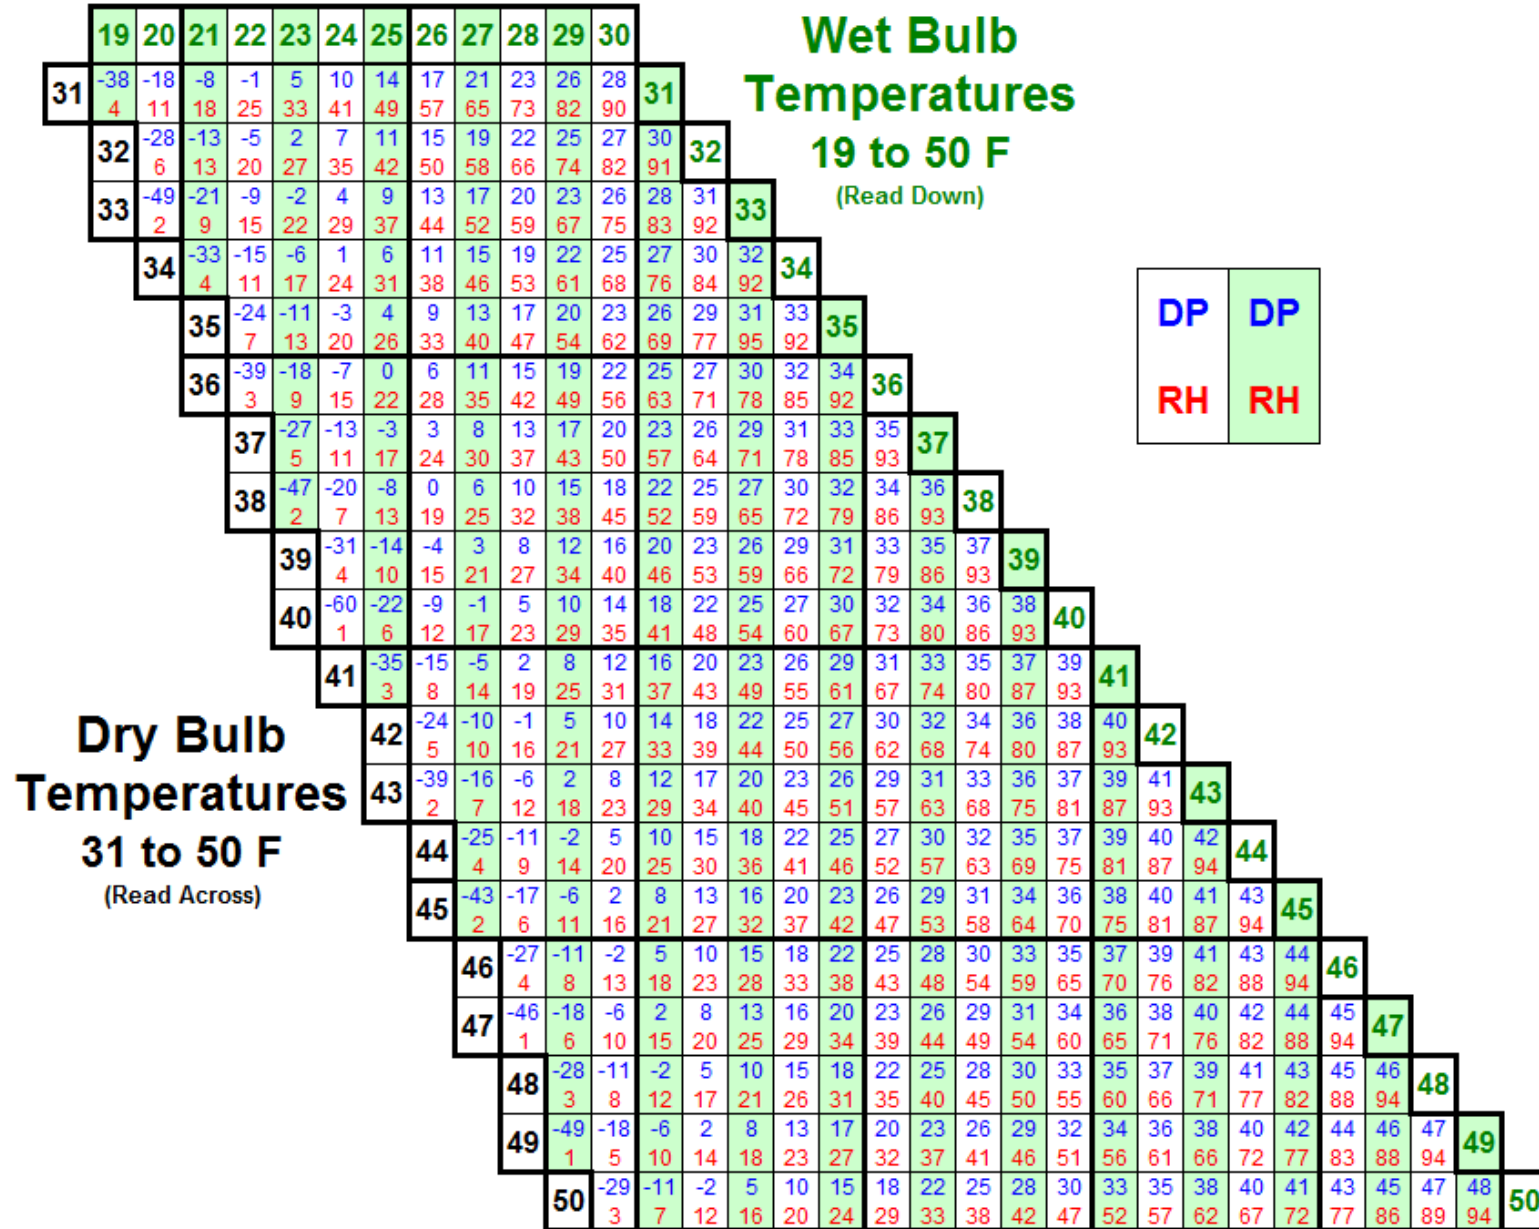 19 20 21 22 23 24 25 26 27 28 29 30
Wet Bulb
Temperatures
19 to 50 F
(Read Down)
31 -38 -18 -8 -1 5 10 14 17 21 23 26 28 31
4 11 18 25 33 41 49 57 65 73 82 90
32 -28 -13 -5 2 7 11 15 19 22 25 27 30 32
6 13 20 27 35 42 50 58 66 74 82 91
33 -49 -21 -9 -2 4 9 13 17 20 23 26 28 31 33
2 9 15 22 29 37 44 52 59 67 75 83 92
34 -33 -15 -6 1 6 11 15 19 22 25 27 30 32 34
4 11 17 24 31 38 46 53 61 68 76 84 92
35 -24 -11 -3 4 9 13 17 20 23 26 29 31 33 35
7 13 20 26 33 40 47 54 62 69 77 95 92
DP DP
RH RH
36 -39 -18 -7 0 6 11 15 19 22 25 27 30 32 34 36
3 9 15 22 28 35 42 49 56 63 71 78 85 92
37 -27 -13 -3 3 8 13 17 20 23 26 29 31 33 35 37
5 11 17 24 30 37 43 50 57 64 71 78 85 93
38 -47 -20 -8 0 6 10 15 18 22 25 27 30 32 34 36 38
2 7 13 19 25 32 38 45 52 59 65 72 79 86 93
39 -31 -14 -4 3 8 12 16 20 23 26 29 31 33 35 37 39
4 10 15 21 27 34 40 46 53 59 66 72 79 86 93
40 -60 -22 -9 -1 5 10 14 18 22 25 27 30 32 34 36 38 40
1 6 12 17 23 29 35 41 48 54 60 67 73 80 86 93
41 -35 -15 -5 2 8 12 16 20 23 26 29 31 33 35 37 39 41
3 8 14 19 25 31 37 43 49 55 61 67 74 80 87 93
Dry Bulb
Temperatures
31 to 50 F
(Read Across)
42 -24 -10 -1 5 10 14 18 22 25 27 30 32 34 36 38 40 42
5 10 16 21 27 33 39 44 50 56 62 68 74 80 87 93
43 -39 -16 -6 2 8 12 17 20 23 26 29 31 33 36 37 39 41 43
2 7 12 18 23 29 34 40 45 51 57 63 68 75 81 87 93
44 -25 -11 -2 5 10 15 18 22 25 27 30 32 35 37 39 40 42 44
4 9 14 20 25 30 36 41 46 52 57 63 69 75 81 87 94
45 -43 -17 -6 2 8 13 16 20 23 26 29 31 34 36 38 40 41 43 45
2 6 11 16 21 27 32 37 42 47 53 58 64 70 75 81 87 94
46 -27 -11 -2 5 10 15 18 22 25 28 30 33 35 37 39 41 43 44 46
4 8 13 18 23 28 33 38 43 48 54 59 65 70 76 82 88 94
47 -46 -18 -6 2 8 13 16 20 23 26 29 31 34 36 38 40 42 44 45 47
1 6 10 15 20 25 29 34 39 44 49 54 60 65 71 76 82 88 94
48 -28 -11 -2 5 10 15 18 22 25 28 30 33 35 37 39 41 43 45 46 48
3 8 12 17 21 26 31 35 40 45 50 55 60 66 71 77 82 88 94
49 -49 -18 -6 2 8 13 17 20 23 26 29 32 34 36 38 40 42 44 46 47 49
1 5 10 14 18 23 27 32 37 41 46 51 56 61 66 72 77 83 88 94
50 -29 -11 -2 5 10 15 18 22 25 28 30 33 35 38 40 41 43 45 47 48 50
3 7 12 16 20 24 29 33 38 42 47 52 57 62 67 72 77 86 89 94